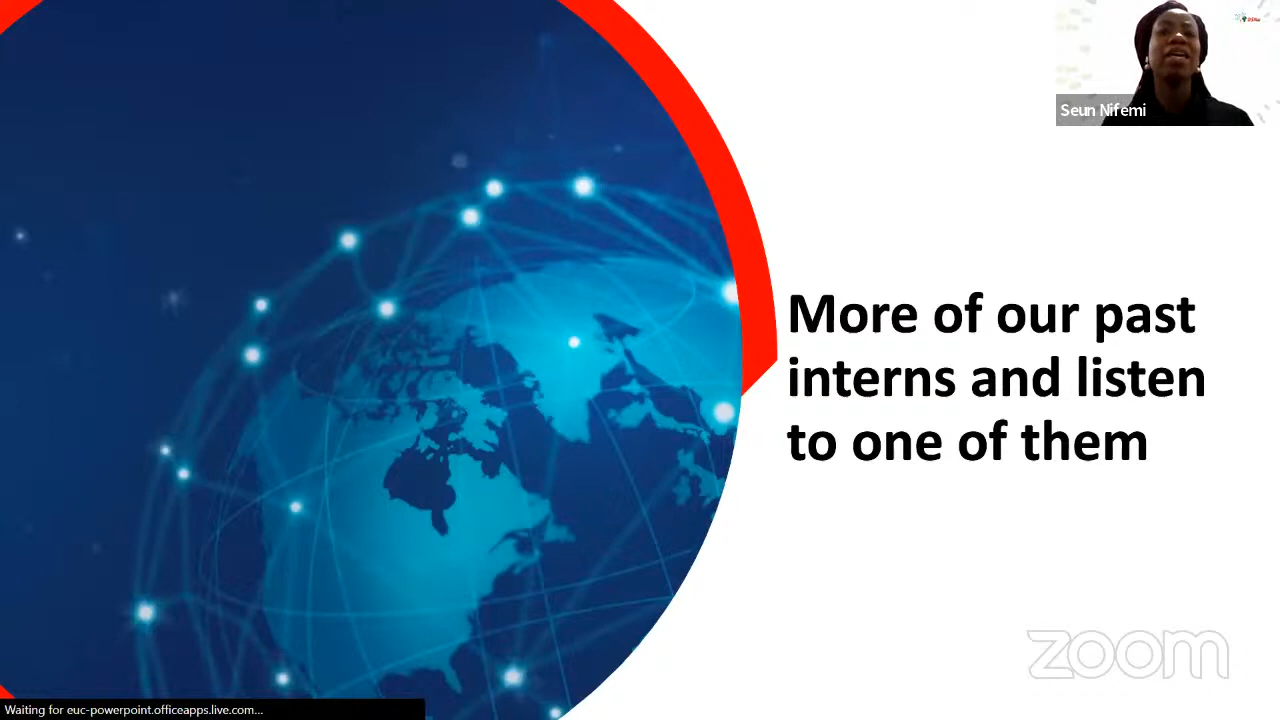 Seun Nifemi
More of our past
interns and listen
to one of them
zoom
Waiting for euc-powerpoint.officeapps.live.com...